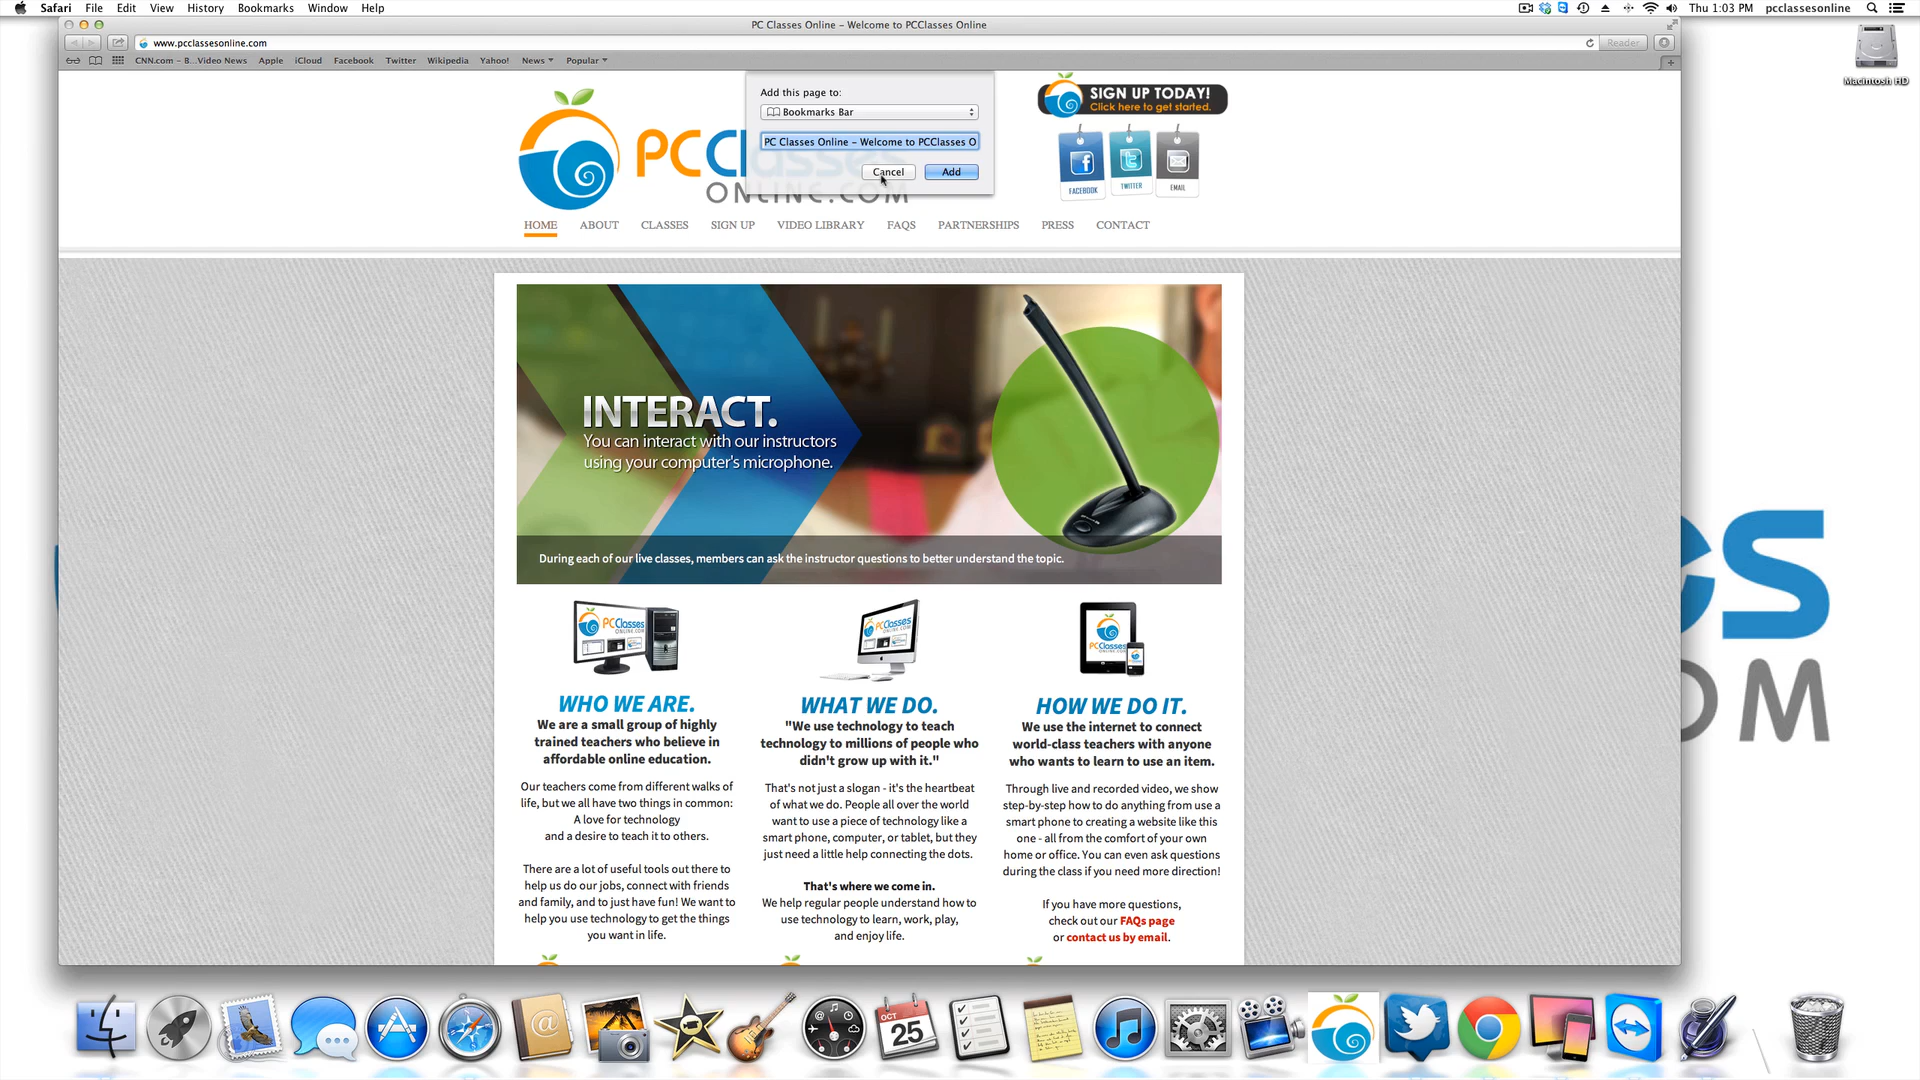 Safari File Edit View History Bookmarks Window Help
Thu 1:03 PM pcclassesonline
PC Classes Online – Welcome to PCClasses Online
www.pcclassesonline.com
Reader
CNN.com – B...Video News Apple iCloud Facebook Twitter Wikipedia Yahoo! News Popular
Macintosh HD
Add this page to:
Bookmarks Bar
PC Classes Online – Welcome to PCClasses O
Cancel Add
PCCl
ONLINE.COM
SIGN UP TODAY!
Click here to get started.
FACEBOOK TWITTER EMAIL
HOME ABOUT CLASSES SIGN UP VIDEO LIBRARY FAQS PARTNERSHIPS PRESS CONTACT
INTERACT.
You can interact with our instructors
using your computer's microphone.
During each of our live classes, members can ask the instructor questions to better understand the topic.
PCClasses
ONLINE.COM
PCClasses
ONLINE.COM
PCClasses
ONLINE.COM
WHO WE ARE.
We are a small group of highly
trained teachers who believe in
affordable online education.
Our teachers come from different walks of
life, but we all have two things in common:
A love for technology
and a desire to teach it to others.
There are a lot of useful tools out there to
help us do our jobs, connect with friends
and family, and to just have fun! We want to
help you use technology to get the things
you want in life.
WHAT WE DO.
"We use technology to teach
technology to millions of people who
didn't grow up with it."
That's not just a slogan - it's the heartbeat
of what we do. People all over the world
want to use a piece of technology like a
smart phone, computer, or tablet, but they
just need a little help connecting the dots.
That's where we come in.
We help regular people understand how to
use technology to learn, work, play,
and enjoy life.
HOW WE DO IT.
We use the internet to connect
world-class teachers with anyone
who wants to learn to use an item.
Through live and recorded video, we show
step-by-step how to do anything from use a
smart phone to creating a website like this
one - all from the comfort of your own
home or office. You can even ask questions
during the class if you need more direction!
If you have more questions,
check out our FAQs page
or contact us by email.
es
OM
OCT
25